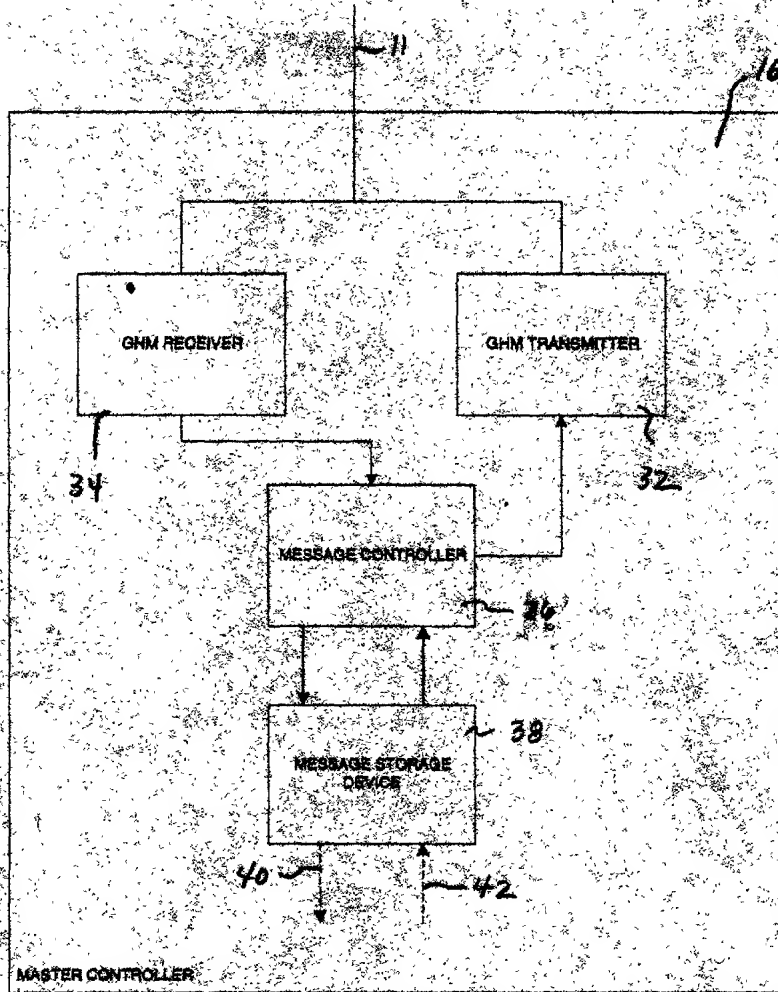 11
16
GHM RECEIVER
GHM TRANSMITTER
34
32
MESSAGE CONTROLLER
36
MESSAGE STORAGE
DEVICE
38
40
42
MASTER CONTROLLER